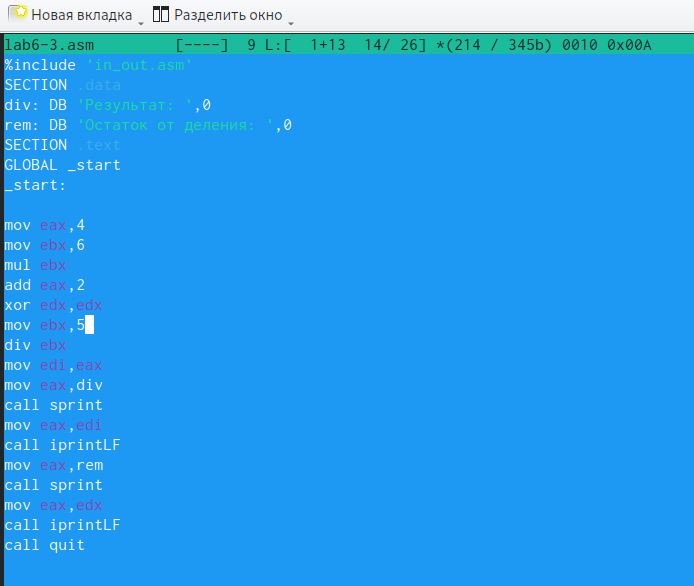 Новая вкладка Разделить окно
lab6-3.asm [----] 9 L:[ 1+13 14/ 26] *(214 / 345b) 0010 0x00A
%include 'in_out.asm'
SECTION .data
div: DB 'Результат: ',0
rem: DB 'Остаток от деления: ',0
SECTION .text
GLOBAL _start
_start:
mov eax,4
mov ebx,6
mul ebx
add eax,2
xor edx,edx
mov ebx,5
div ebx
mov edi,eax
mov eax,div
call sprint
mov eax,edi
call iprintLF
mov eax,rem
call sprint
mov eax,edx
call iprintLF
call quit